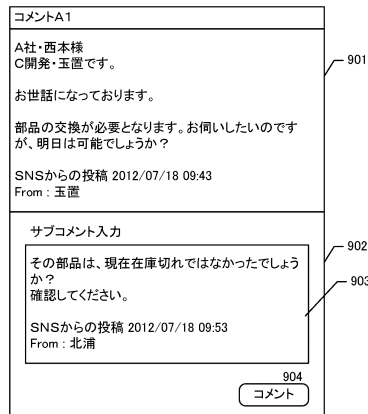 コメントA1
A社・西本様
C開発・玉置です。
お世話になっております。
部品の交換が必要となります。お伺いしたいのです
が、明日は可能でしょうか？
SNSからの投稿 2012/07/18 09:43
From : 玉置
901
サブコメント入力
902
その部品は、現在在庫切れではなかったでしょう
か？
確認してください。
903
SNSからの投稿 2012/07/18 09:53
From : 北浦
904
コメント